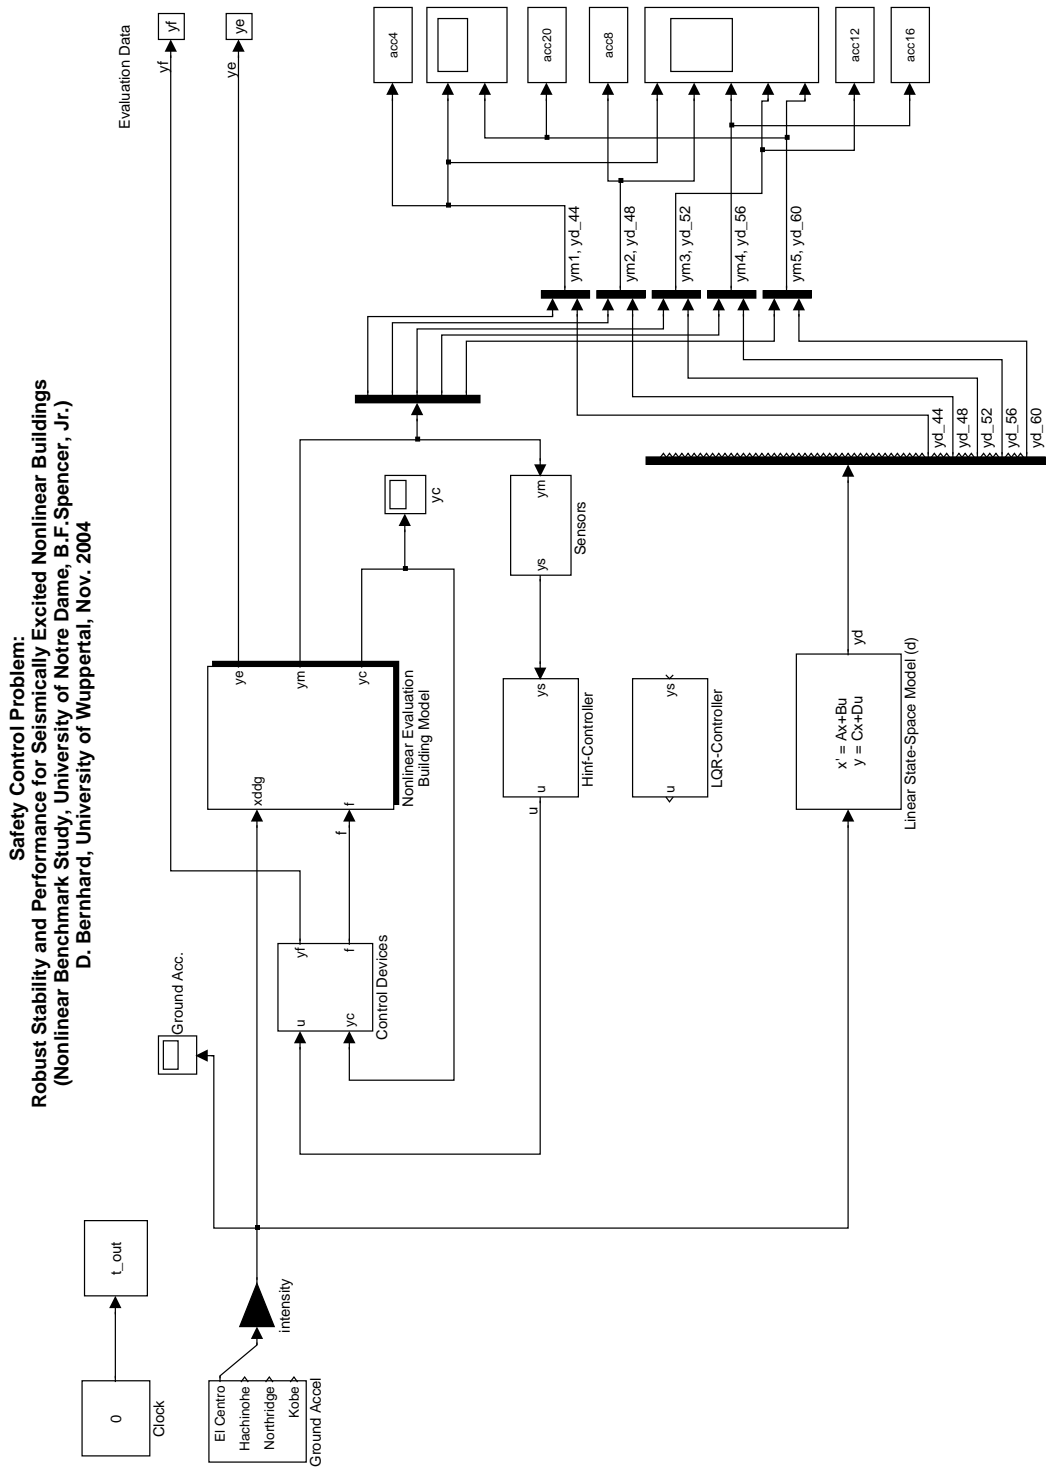 Safety Control Problem:
Robust Stability and Performance for Seismically Excited Nonlinear Buildings
(Nonlinear Benchmark Study, University of Notre Dame, B.F.Spencer, Jr.)
D. Bernhard, University of Wuppertal, Nov. 2004
0
Clock
t_out
El Centro
Hachinohe
Northridge
Kobe
Ground Accel
intensity
Ground Acc.
u
yc
yf
f
Control Devices
f
xddg
f
ye
ym
yc
Nonlinear Evaluation
Building Model
yc
ym
ys
Sensors
ys
u
Hinf-Controller
u
ys
u
LQR-Controller
x' = Ax+Bu
y = Cx+Du
Linear State-Space Model (d)
yd
yd_44
yd_48
yd_52
yd_56
yd_60
ym1, yd_44
ym2, yd_48
ym3, yd_52
ym4, yd_56
ym5, yd_60
Evaluation Data
yf
yf
ye
ye
acc4
acc20
acc8
acc12
acc16